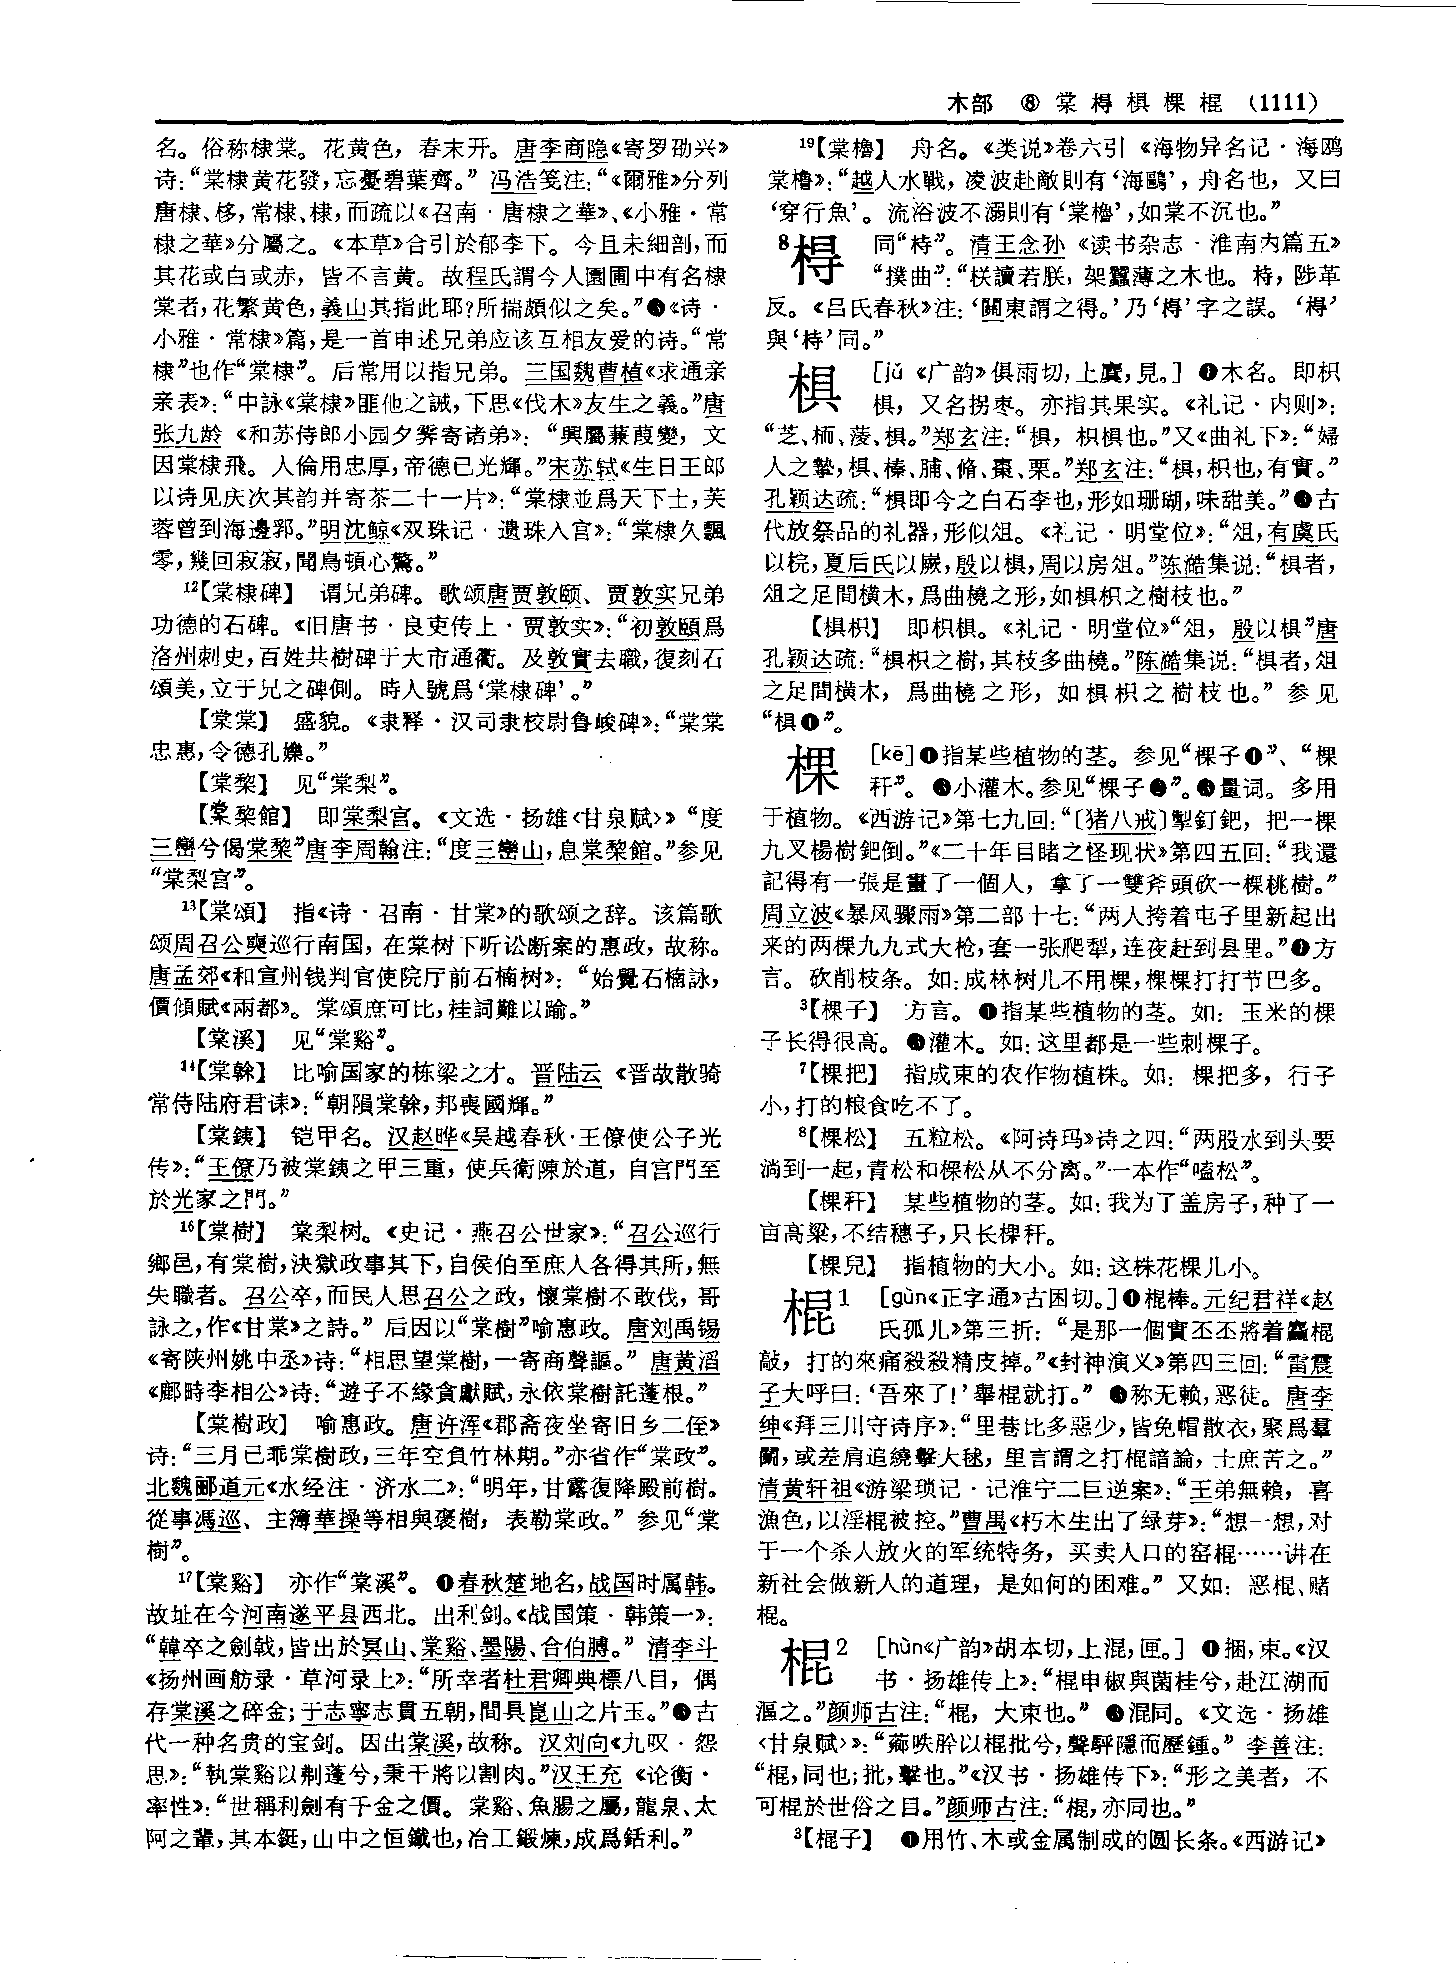 木部 ⑧ 棠㭂椇棵棍 (1111)
名。俗称棣棠。花黄色，春末开。唐李商隐《寄罗劭兴》
诗：“棠棣黄花發，忘憂碧葉齊。”冯浩笺注：“《爾雅》分列
唐棣、栘，常棣、棣，而疏以《召南·唐棣之華》、《小雅·常
棣之華》分屬之。《本草》合引於郁李下。今且未細剖，而
其花或白或赤，皆不言黄。故程氏謂今人園圃中有名棣
棠者，花繁黄色，義山其指此耶？所揣頗似之矣。”❷《诗·
小雅·常棣》篇，是一首申述兄弟应该互相友爱的诗。“常
棣”也作“棠棣”。后常用以指兄弟。三国魏曹植《求通亲
亲表》：“中詠《棠棣》匪他之誡，下思《伐木》友生之義。”唐
张九龄《和苏侍郎小园夕霁寄诸弟》：“興屬蒹葭變，文
因棠棣飛。人倫用忠厚，帝德已光輝。”宋苏轼《生日王郎
以诗见庆次其韵并寄茶二十一片》：“棠棣並爲天下士，芙
蓉曾到海邊郛。”明沈鲸《双珠记·遗珠入宫》：“棠棣久飄
零，幾回寂寂，聞鳥頓心驚。”
12【棠棣碑】 谓兄弟碑。歌颂唐贾敦颐、贾敦实兄弟
功德的石碑。《旧唐书·良吏传上·贾敦实》：“初敦頤爲
洛州刺史，百姓共樹碑于大市通衢。及敦實去職，復刻石
頌美，立于兄之碑側。時人號爲‘棠棣碑’。”
【棠棠】 盛貌。《隶释·汉司隶校尉鲁峻碑》：“棠棠
忠惠，令德孔爍。”
【棠棃】 见“棠梨”。
【棠棃館】 即棠梨宫。《文选·扬雄〈甘泉赋〉》“度
三巒兮偈棠棃”唐李周翰注：“度三巒山，息棠棃館。”参见
“棠梨宫”。
13【棠頌】 指《诗·召南·甘棠》的歌颂之辞。该篇歌
颂周召公奭巡行南国，在棠树下听讼断案的惠政，故称。
唐孟郊《和宣州钱判官使院厅前石楠树》：“始覺石楠詠，
價傾賦《兩都》。棠頌庶可比，桂詞難以踰。”
【棠溪】 见“棠谿”。
14【棠榦】 比喻国家的栋梁之才。晋陆云《晋故散骑
常侍陆府君诔》：“朝隕棠榦，邦喪國輝。”
【棠銕】 铠甲名。汉赵晔《吴越春秋·王僚使公子光
传》：“王僚乃被棠銕之甲三重，使兵衛陳於道，自宫門至
於光家之門。”
16【棠樹】 棠梨树。《史记·燕召公世家》：“召公巡行
鄉邑，有棠樹，決獄政事其下，自侯伯至庶人各得其所，無
失職者。召公卒，而民人思召公之政，懷棠樹不敢伐，哥
詠之，作《甘棠》之詩。”后因以“棠樹”喻惠政。唐刘禹锡
《寄陕州姚中丞》诗：“相思望棠樹，一寄商聲謳。”唐黄滔
《鄜畤李相公》诗：“遊子不緣貪獻賦，永依棠樹託蓬根。”
【棠樹政】 喻惠政。唐许浑《郡斋夜坐寄旧乡二侄》
诗：“三月已乖棠樹政，三年空負竹林期。”亦省作“棠政”。
北魏郦道元《水经注·济水二》：“明年，甘露復降殿前樹。
從事馮巡、主簿華操等相與褒樹，表勒棠政。”参见“棠
樹”。
17【棠谿】 亦作“棠溪”。❶春秋楚地名，战国时属韩。
故址在今河南遂平县西北。出利剑。《战国策·韩策一》：
“韓卒之劍戟，皆出於冥山、棠谿、墨陽、合伯膊。”清李斗
《扬州画舫录·草河录上》：“所幸者杜君卿典標八目，偶
存棠溪之碎金；于志寧志貫五朝，間具崑山之片玉。”❷古
代一种名贵的宝剑。因出棠溪，故称。汉刘向《九叹·怨
思》：“執棠谿以刜蓬兮，秉干將以割肉。”汉王充《论衡·
率性》：“世稱利劍有千金之價。棠谿、魚腸之屬，龍泉、太
阿之輩，其本鋌，山中之恒鐵也，冶工鍛煉，成爲銛利。”
19【棠櫓】 舟名。《类说》卷六引《海物异名记·海鸥
棠櫓》：“越人水戰，凌波赴敵則有‘海鷗’，舟名也，又曰
‘穿行魚’。流浴波不溺則有‘棠櫓’，如棠不沉也。”
8㭂 同“㭙”。清王念孙《读书杂志·淮南内篇五》
“撲曲”：“栚讀若朕，架蠶薄之木也。㭙，陟革
反。《吕氏春秋》注：‘關東謂之得。’乃‘㭂’字之誤。‘㭂’
與‘㭙’同。”
椇 [jǔ《广韵》俱雨切，上麌，見。] ❶木名。即枳
椇，又名拐枣。亦指其果实。《礼记·内则》：
“芝、栭、蔆、椇。”郑玄注：“椇，枳椇也。”又《曲礼下》：“婦
人之摯，椇、榛、脯、脩、棗、栗。”郑玄注：“椇，枳也，有實。”
孔颖达疏：“椇即今之白石李也，形如珊瑚，味甜美。”❷古
代放祭品的礼器，形似俎。《礼记·明堂位》：“俎，有虞氏
以梡，夏后氏以嶡，殷以椇，周以房俎。”陈皓集说：“椇者，
俎之足間横木，爲曲橈之形，如椇枳之樹枝也。”
【椇枳】 即枳椇。《礼记·明堂位》“俎，殷以椇”唐
孔颖达疏：“椇枳之樹，其枝多曲橈。”陈皓集说：“椇者，俎
之足間横木，爲曲橈之形，如椇枳之樹枝也。”参见
“椇❶”。
棵 [kē]❶指某些植物的茎。参见“棵子❶”、“棵
秆”。❷小灌木。参见“棵子❷”。❸量词。多用
于植物。《西游记》第七九回：“〔猪八戒〕掣釘鈀，把一棵
九叉楊樹鈀倒。”《二十年目睹之怪现状》第四五回：“我還
記得有一張是畫了一個人，拿了一雙斧頭砍一棵桃樹。”
周立波《暴风骤雨》第二部十七：“两人挎着屯子里新起出
来的两棵九九式大枪，套一张爬犁，连夜赶到县里。”❹方
言。砍削枝条。如：成林树儿不用棵，棵棵打打节巴多。
3【棵子】 方言。❶指某些植物的茎。如：玉米的棵
子长得很高。❷灌木。如：这里都是一些刺棵子。
7【棵把】 指成束的农作物植株。如：棵把多，行子
小，打的粮食吃不了。
8【棵松】 五粒松。《阿诗玛》诗之四：“两股水到头要
淌到一起，青松和棵松从不分离。”一本作“嗑松”。
【棵秆】 某些植物的茎。如：我为了盖房子，种了一
亩高粱，不结穗子，只长棵秆。
【棵兒】 指植物的大小。如：这株花棵儿小。
棍1 [gùn《正字通》古困切。]❶棍棒。元纪君祥《赵
氏孤儿》第三折：“是那一個實丕丕將着麄棍
敲，打的來痛殺殺精皮掉。”《封神演义》第四三回：“雷震
子大呼曰：‘吾來了！’舉棍就打。” ❷称无赖，恶徒。唐李
绅《拜三川守诗序》：“里巷比多惡少，皆免帽散衣，聚爲羣
鬭，或差肩追繞擊大毬，里言謂之打棍諳論，士庶苦之。”
清黄轩祖《游梁琐记·记淮宁二巨逆案》：“王弟無賴，喜
漁色，以淫棍被控。”曹禺《朽木生出了绿芽》：“想一想，对
于一个杀人放火的军统特务，买卖人口的窑棍……讲在
新社会做新人的道理，是如何的困难。”又如：恶棍、赌
棍。
棍2 [hùn《广韵》胡本切，上混，匣。] ❶捆，束。《汉
书·扬雄传上》：“棍申椒與菌桂兮，赴江湖而
漚之。”颜师古注：“棍，大束也。” ❷混同。《文选·扬雄
〈甘泉赋〉》：“薌呹肸以棍批兮，聲駍隱而歷鍾。”李善注：
“棍，同也；批，擊也。”《汉书·扬雄传下》：“形之美者，不
可棍於世俗之目。”颜师古注：“棍，亦同也。”
3【棍子】 ❶用竹、木或金属制成的圆长条。《西游记》